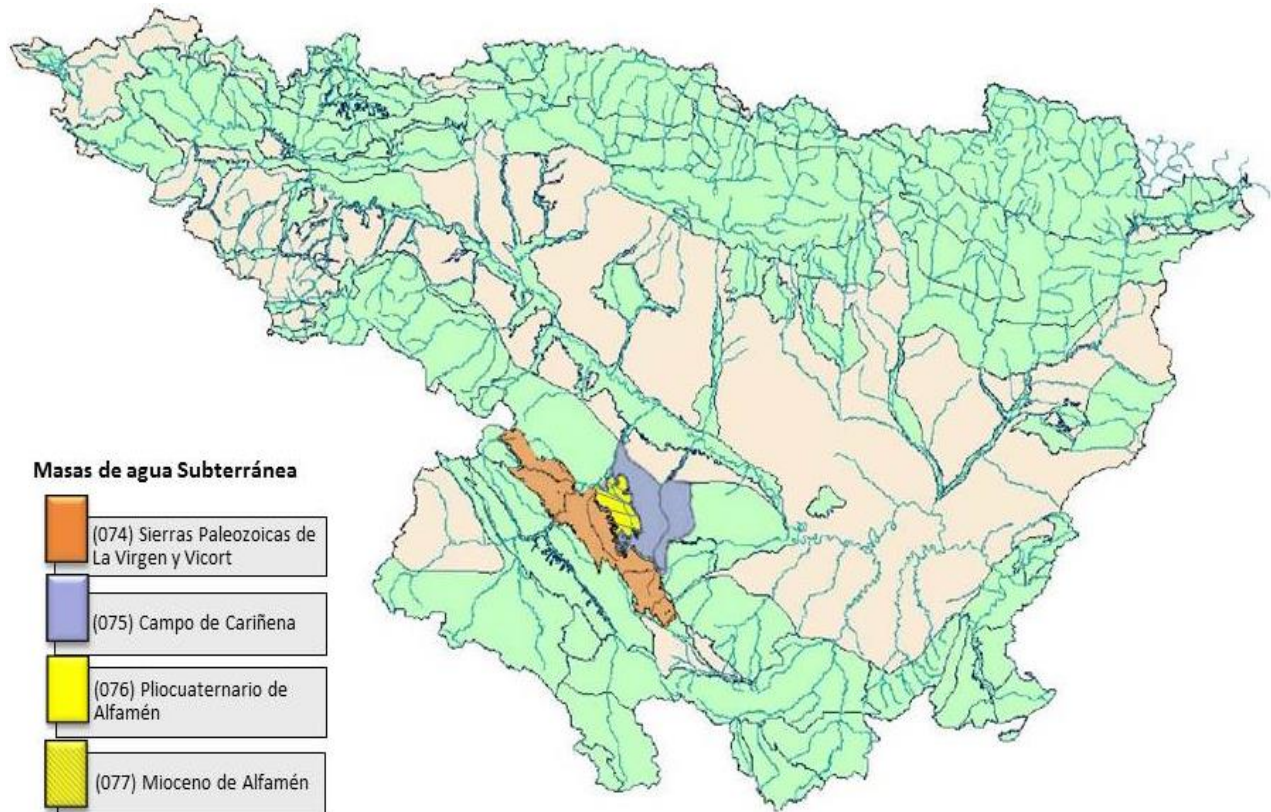 Masas de agua Subterránea
(074) Sierras Paleozoicas de
La Virgen y Vicort
(075) Campo de Cariñena
(076) Pliocuaternario de
Alfamén
(077) Mioceno de Alfamén